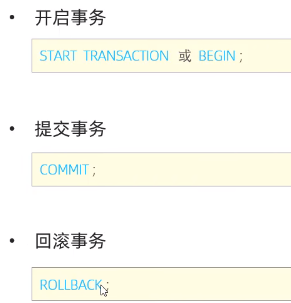 • 开启事务
START TRANSACTION 或 BEGIN ;
• 提交事务
COMMIT ;
• 回滚事务
ROLLBACK ;